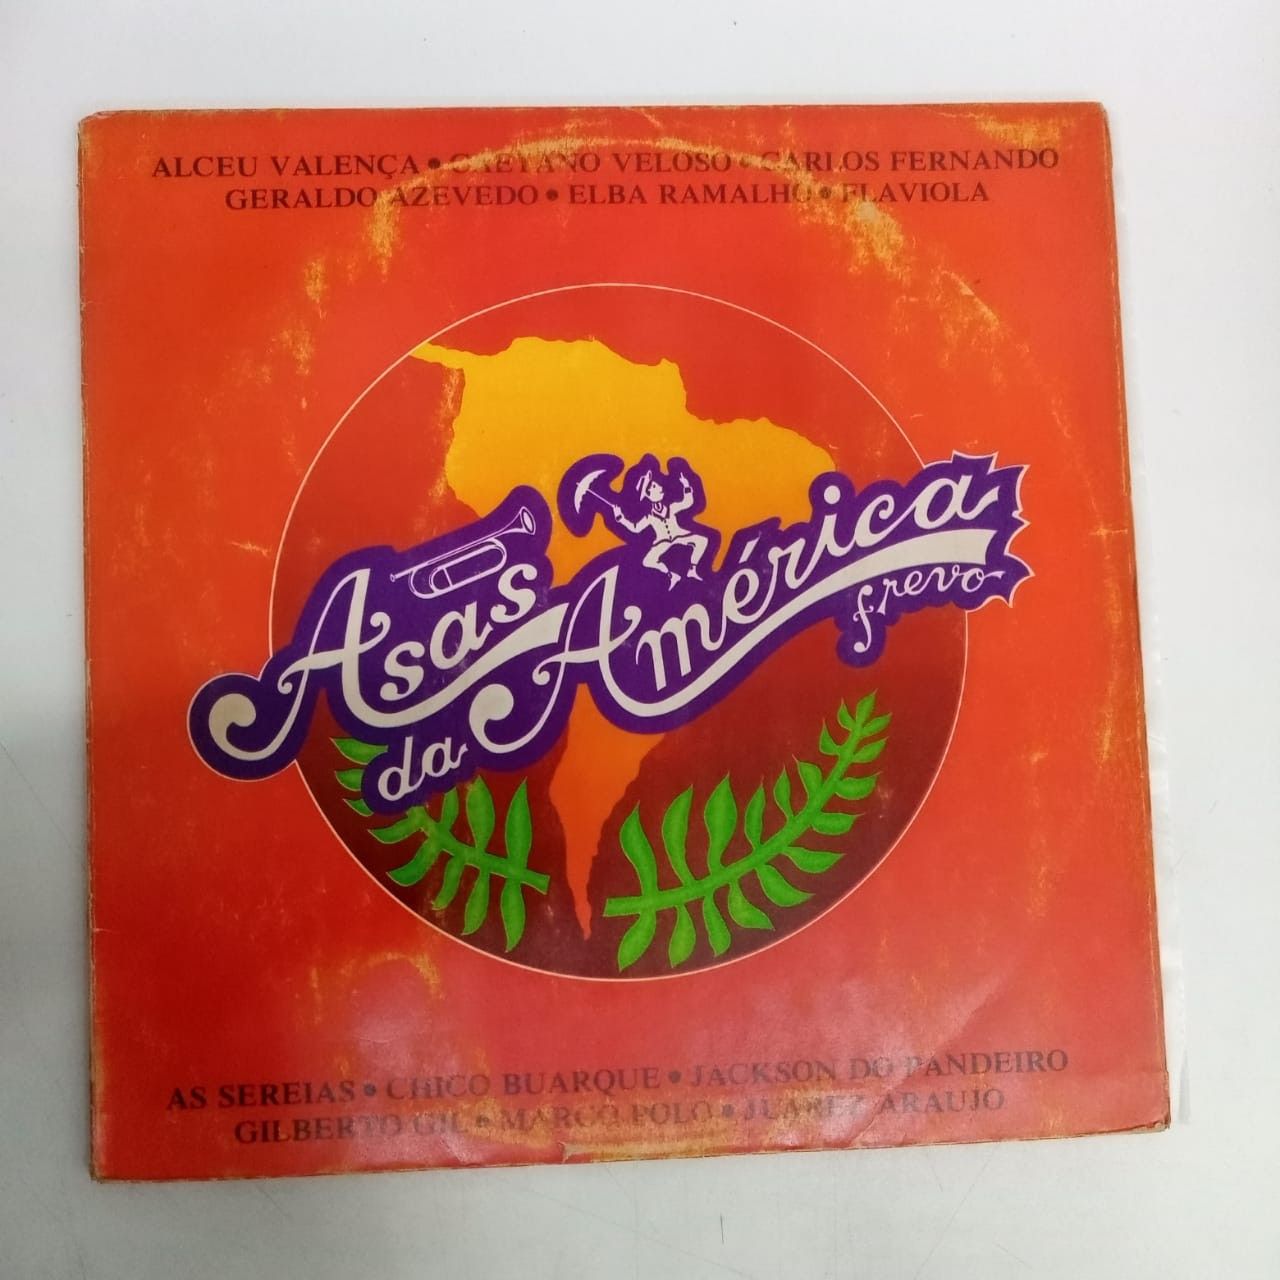 ALCEU VALENÇA • CAETANO VELOSO • CARLOS FERNANDO
GERALDO AZEVEDO • ELBA RAMALHO • FLAVIOLA
Asas
da América
frevo
AS SEREIAS • CHICO BUARQUE • JACKSON DO PANDEIRO
GILBERTO GIL • MARCO POLO • JUAREZ ARAUJO